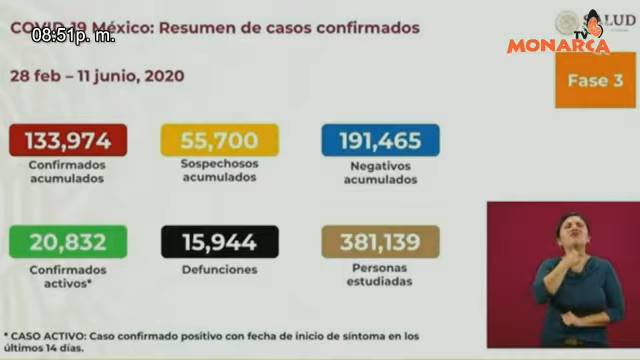 COVID-19 México: Resumen de casos confirmados
08:51p. m.
SALUD
TV
MONARCA
28 feb – 11 junio, 2020
Fase 3
133,974
Confirmados
acumulados
55,700
Sospechosos
acumulados
191,465
Negativos
acumulados
20,832
Confirmados
activos*
15,944
Defunciones
381,139
Personas
estudiadas
* CASO ACTIVO: Caso confirmado positivo con fecha de inicio de síntoma en los
últimos 14 días.